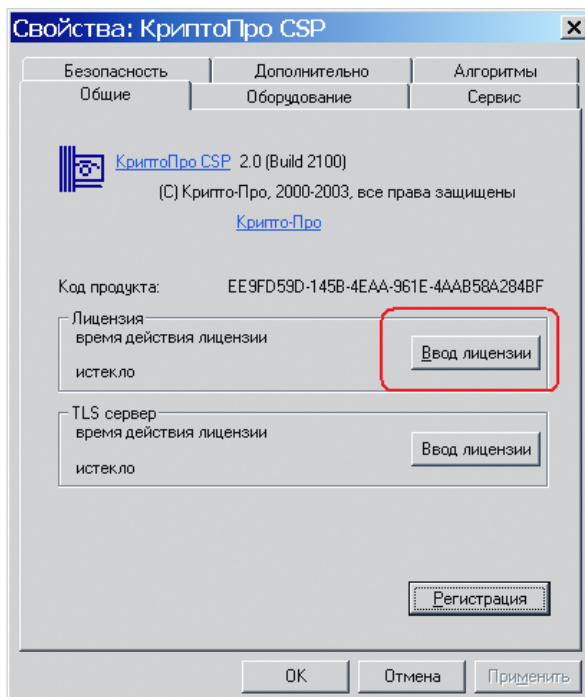 Свойства: КриптоПро CSP
Безопасность Дополнительно Алгоритмы
Общие Оборудование Сервис
КриптоПро CSP 2.0 (Build 2100)
(C) Крипто-Про, 2000-2003, все права защищены
Крипто-Про
Код продукта: EE9FD59D-145B-4EAA-961E-4AAB58A284BF
Лицензия
время действия лицензии
Ввод лицензии
истекло
TLS сервер
время действия лицензии
Ввод лицензии
истекло
Регистрация
OK Отмена Применить